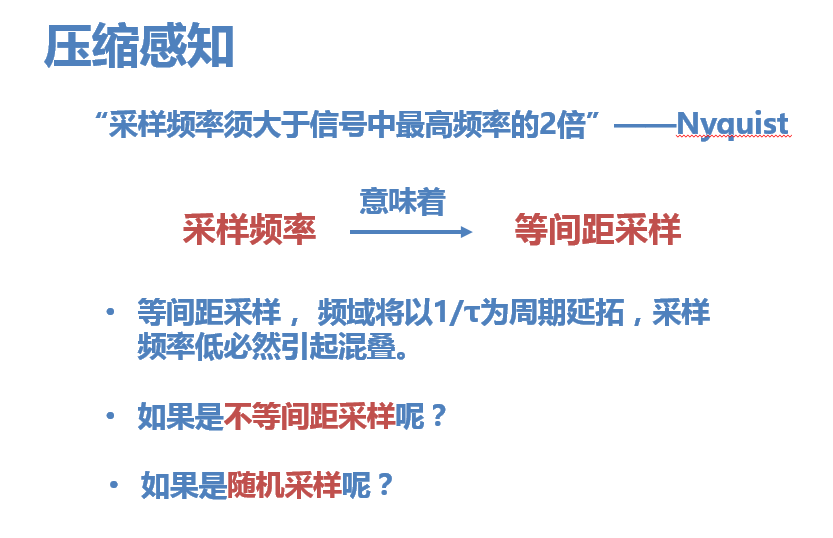 压缩感知
“采样频率须大于信号中最高频率的2倍”——Nyquist
意味着
采样频率
等间距采样
• 等间距采样， 频域将以1/τ为周期延拓，采样
频率低必然引起混叠。
• 如果是不等间距采样呢？
• 如果是随机采样呢？